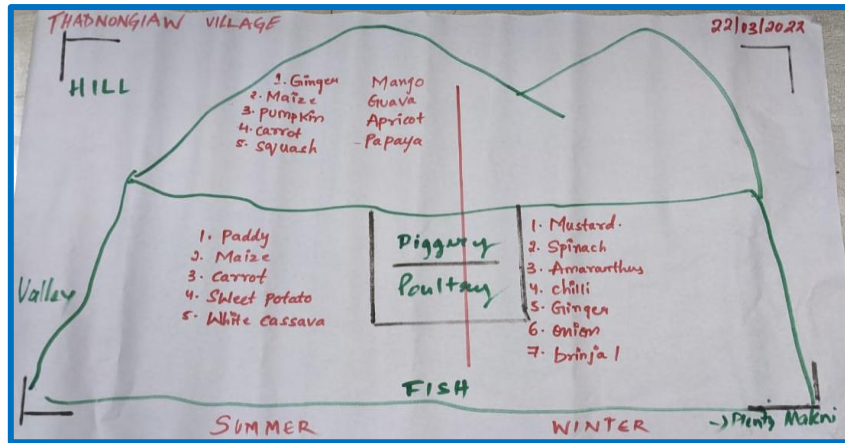 THADNONGIAW VILLAGE
22/03/2022
HILL
1. Ginger Mango
2. Maize Guava
3. Pumpkin Apricot
4. Carrot
5. Squash - Papaya
Valley
1. Paddy
2. Maize
3. Carrot
4. Sweet potato
5. White cassava
Piggery
Poultry
1. Mustard.
2. Spinach
3. Amaranthus
4. chilli
5. Ginger
6. onion
7. brinjal
FISH
SUMMER
WINTER